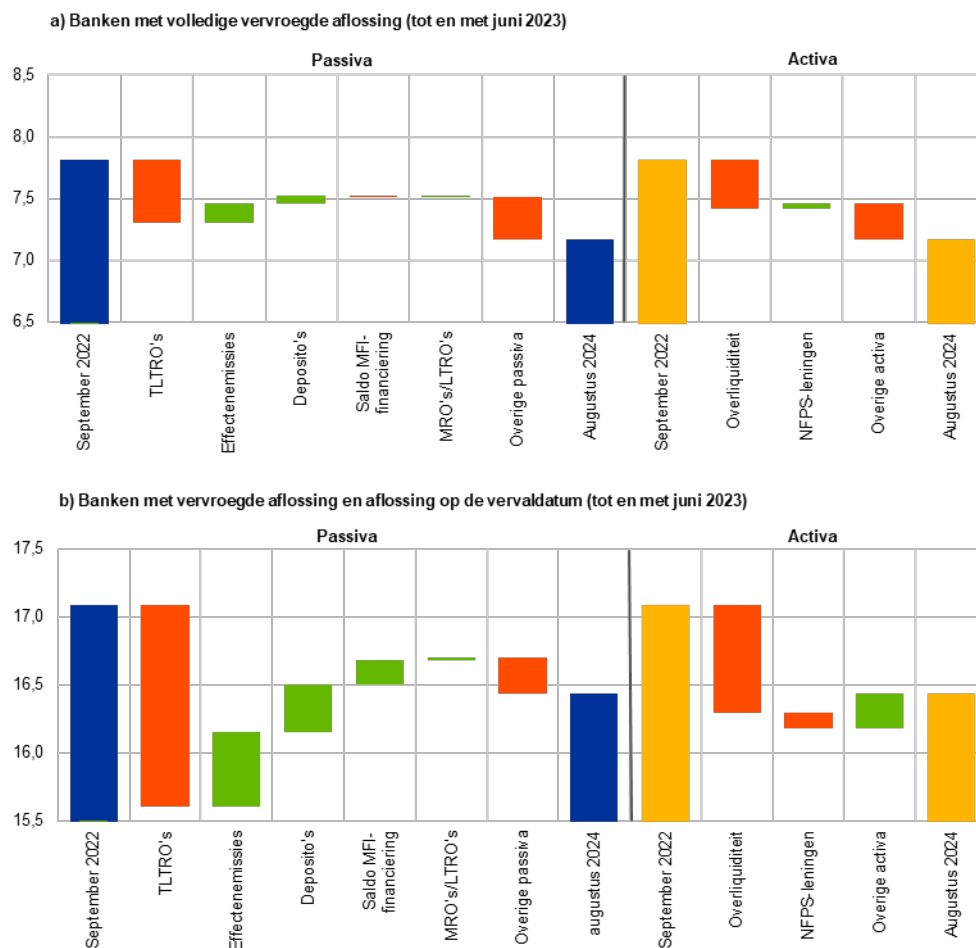 a) Banken met volledige vervroegde aflossing (tot en met juni 2023)
Passiva
Activa
8,5
8,0
7,5
7,0
6,5
September 2022
TLTRO's
Effectenemissies
Deposito's
Saldo MFI-
financiering
MRO's/LTRO's
Overige passiva
Augustus 2024
September 2022
Overliquiditeit
NFPS-leningen
Overige activa
Augustus 2024
b) Banken met vervroegde aflossing en aflossing op de vervaldatum (tot en met juni 2023)
Passiva
Activa
17,5
17,0
16,5
16,0
15,5
September 2022
TLTRO's
Effectenemissies
Deposito's
Saldo MFI-
financiering
MRO's/LTRO's
Overige passiva
augustus 2024
September 2022
Overliquiditeit
NFPS-leningen
Overige activa
Augustus 2024